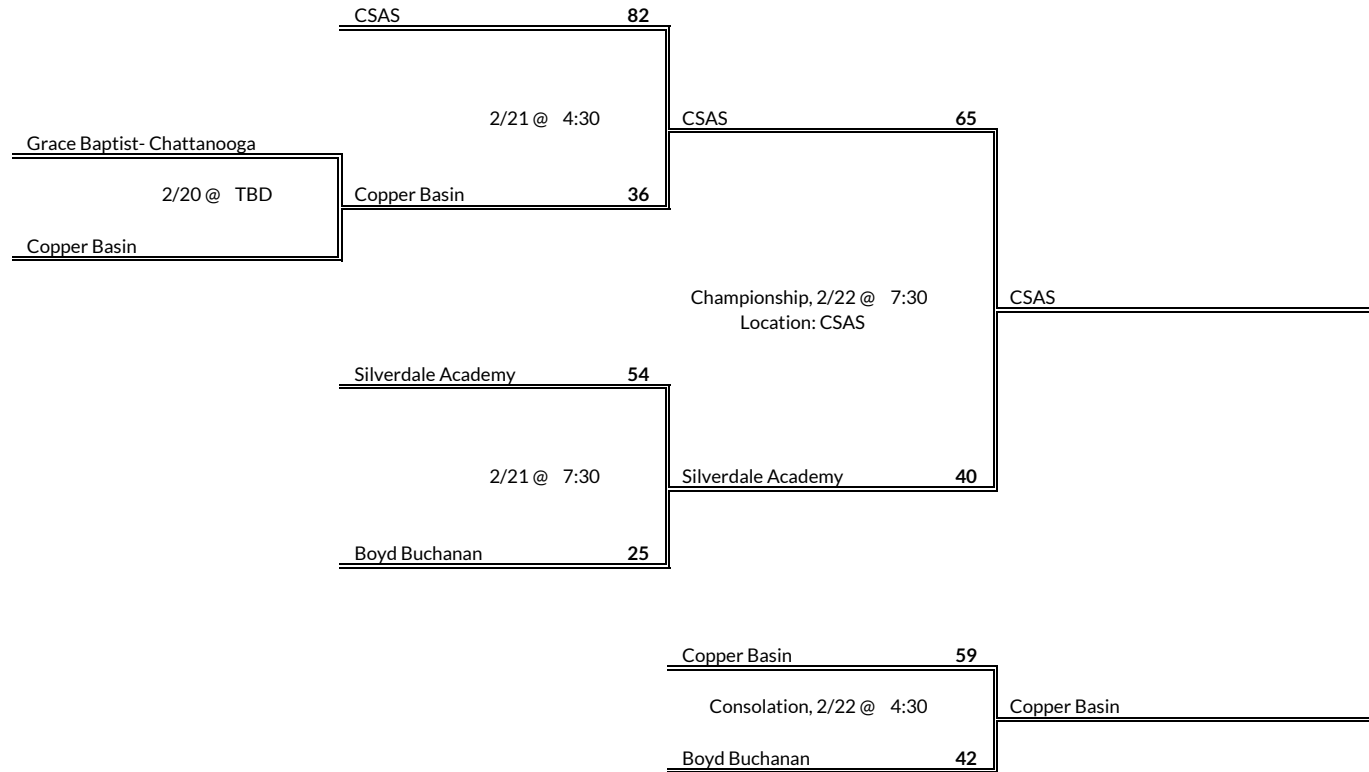 CSAS 82
2/21 @ 4:30
CSAS 65
Grace Baptist- Chattanooga
2/20 @ TBD
Copper Basin 36
Copper Basin
Championship, 2/22 @ 7:30
Location: CSAS
CSAS
Silverdale Academy 54
2/21 @ 7:30
Silverdale Academy 40
Boyd Buchanan 25
Copper Basin 59
Consolation, 2/22 @ 4:30
Copper Basin
Boyd Buchanan 42